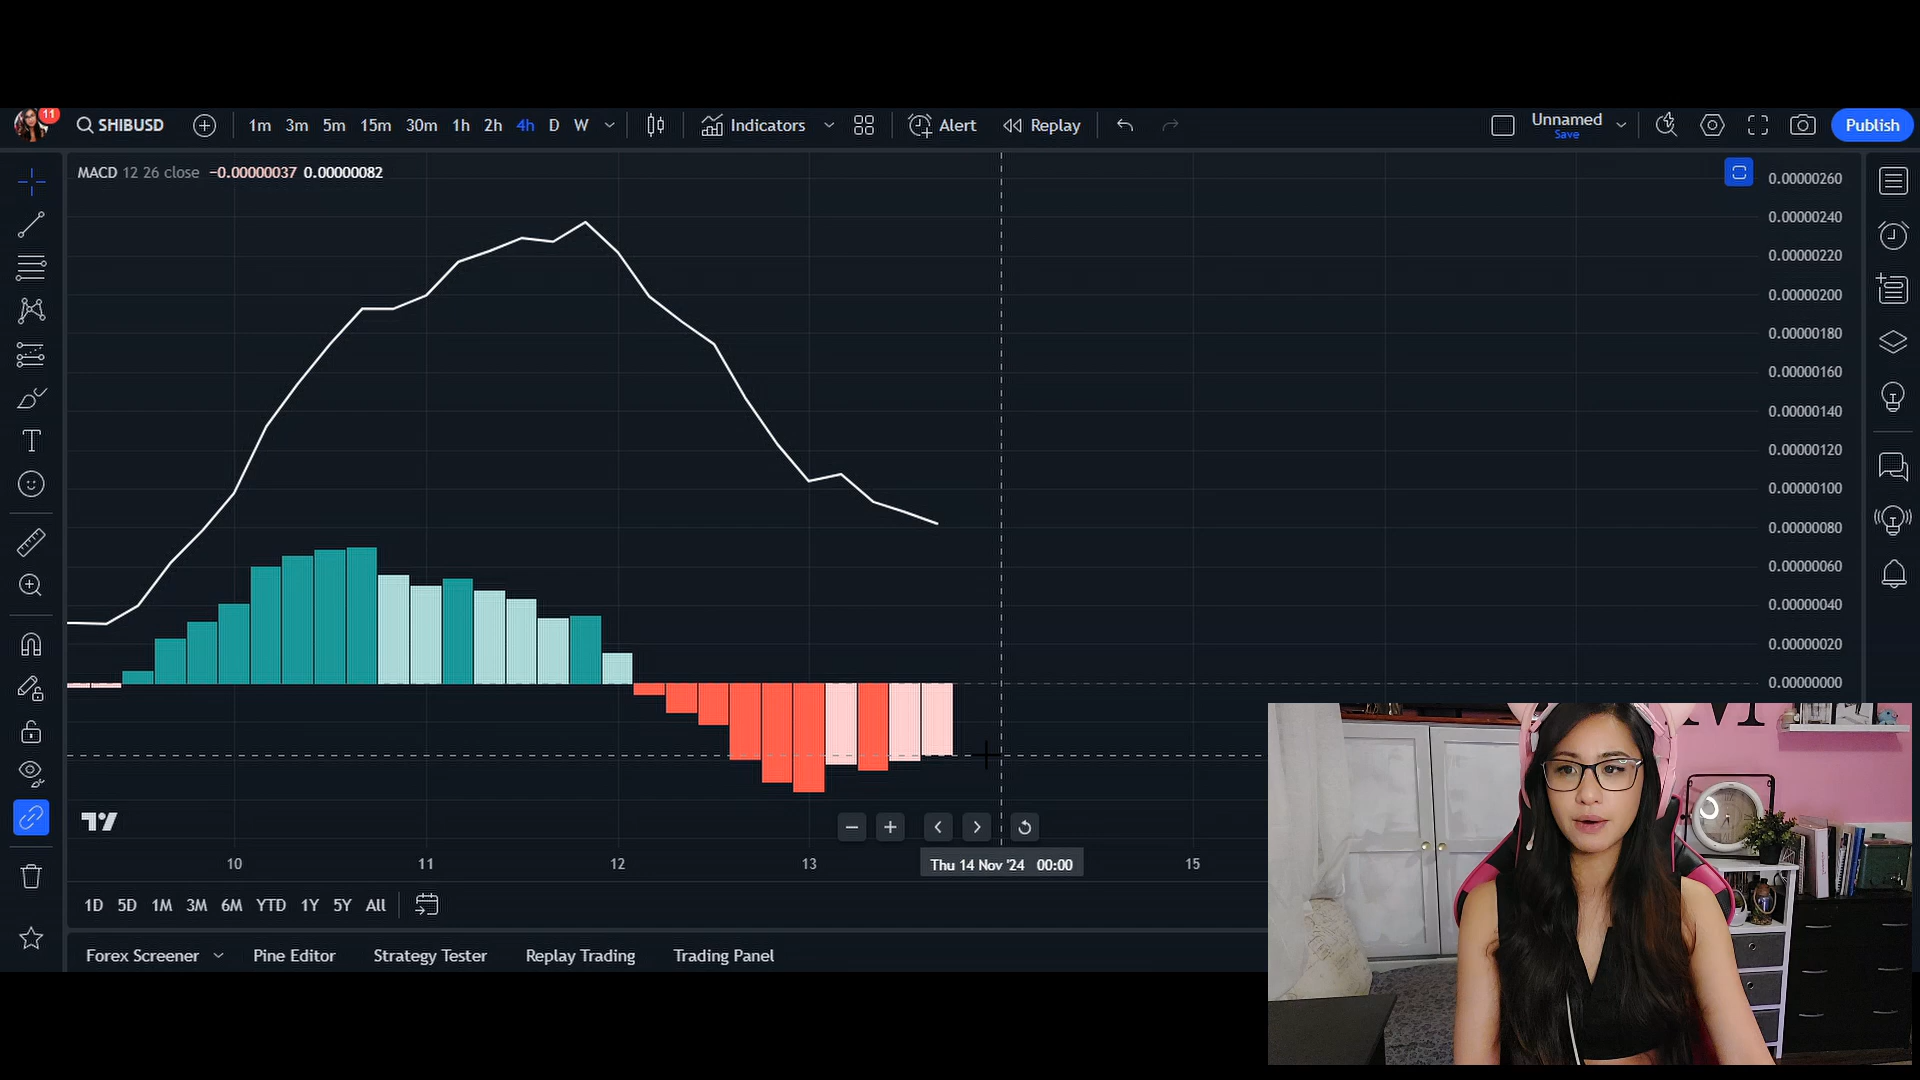 11
SHIBUSD
1m 3m 5m 15m 30m 1h 2h 4h D W
Indicators
Alert
Replay
Unnamed
Save
Publish
MACD 12 26 close −0.00000037 0.00000082
0.00000260
0.00000240
0.00000220
0.00000200
0.00000180
0.00000160
0.00000140
0.00000120
0.00000100
0.00000080
0.00000060
0.00000040
0.00000020
0.00000000
10 11 12 13 Thu 14 Nov '24 00:00 15
1D 5D 1M 3M 6M YTD 1Y 5Y All
Forex Screener Pine Editor Strategy Tester Replay Trading Trading Panel